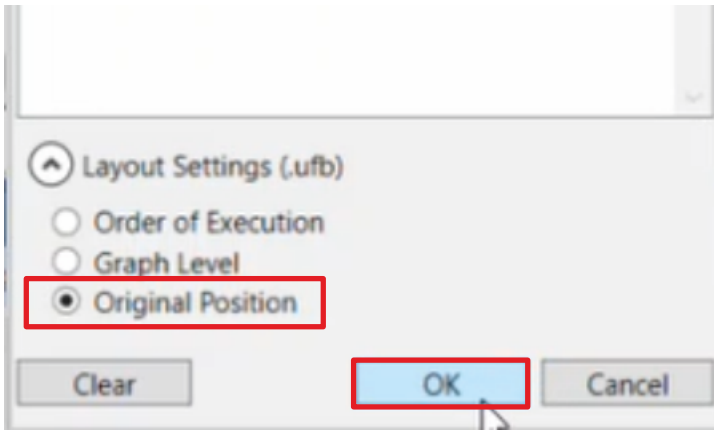 Layout Settings (.ufb)
Order of Execution
Graph Level
Original Position
Clear OK Cancel